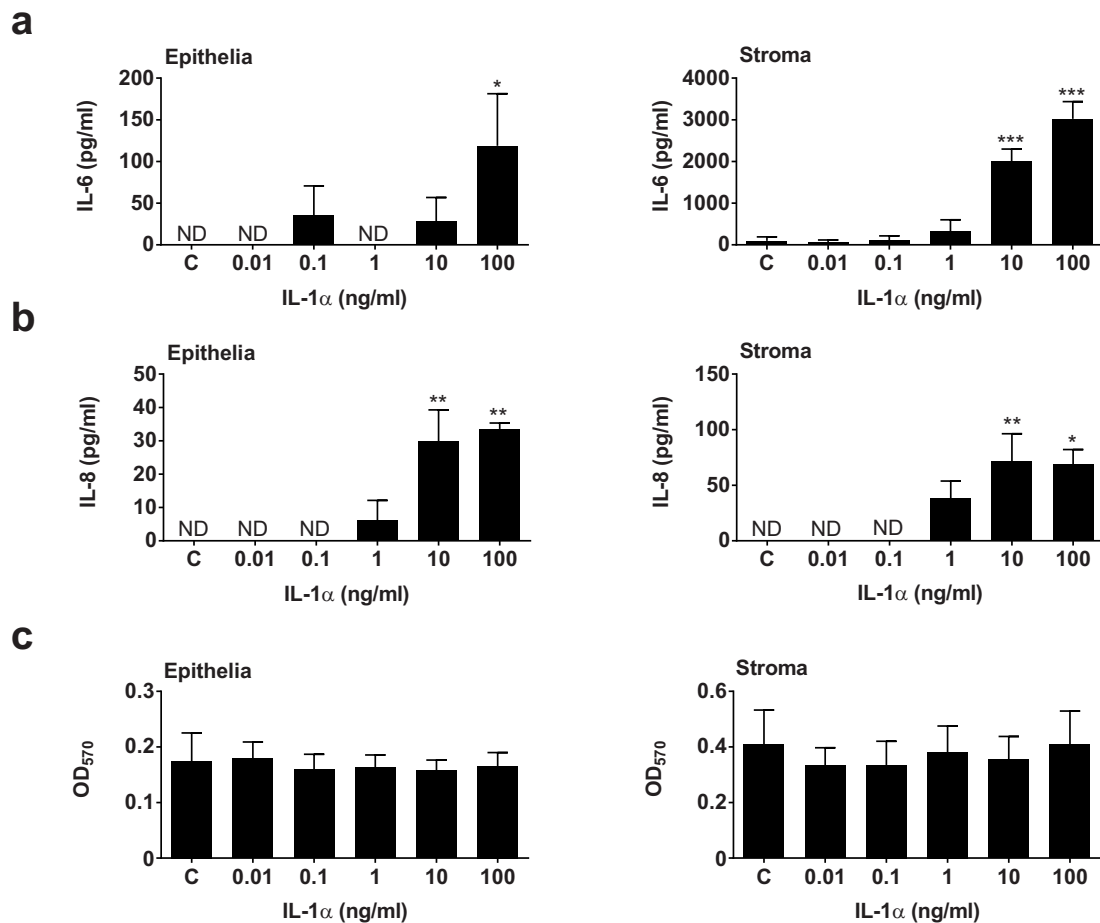 a
Epithelia
Stroma
IL-6 (pg/ml)
200
150
100
50
0
ND ND ND *
C 0.01 0.1 1 10 100
IL-1α (ng/ml)
IL-6 (pg/ml)
4000
3000
2000
1000
0
*** ***
C 0.01 0.1 1 10 100
IL-1α (ng/ml)
b
Epithelia
Stroma
IL-8 (pg/ml)
50
40
30
20
10
0
ND ND ND ** **
C 0.01 0.1 1 10 100
IL-1α (ng/ml)
IL-8 (pg/ml)
150
100
50
0
ND ND ND ** *
C 0.01 0.1 1 10 100
IL-1α (ng/ml)
c
Epithelia
Stroma
OD570
0.3
0.2
0.1
0
C 0.01 0.1 1 10 100
IL-1α (ng/ml)
OD570
0.6
0.4
0.2
0
C 0.01 0.1 1 10 100
IL-1α (ng/ml)